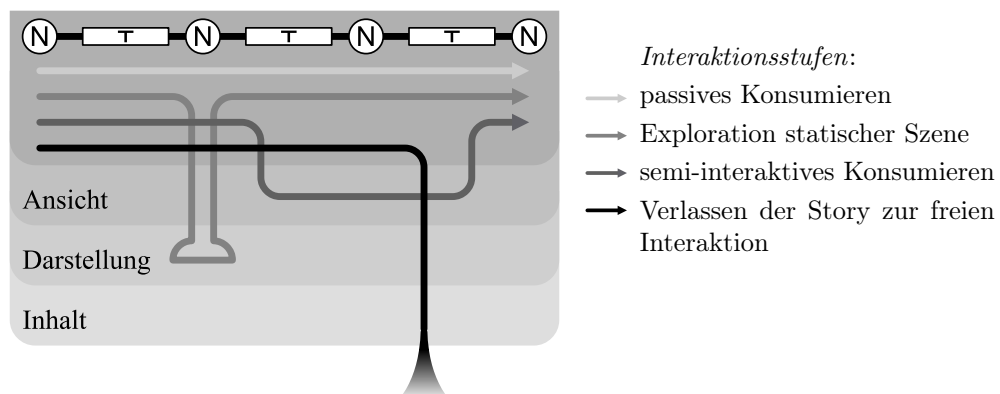 N T N T N T N
Ansicht
Darstellung
Inhalt
Interaktionsstufen:
passives Konsumieren
Exploration statischer Szene
semi-interaktives Konsumieren
Verlassen der Story zur freien
Interaktion